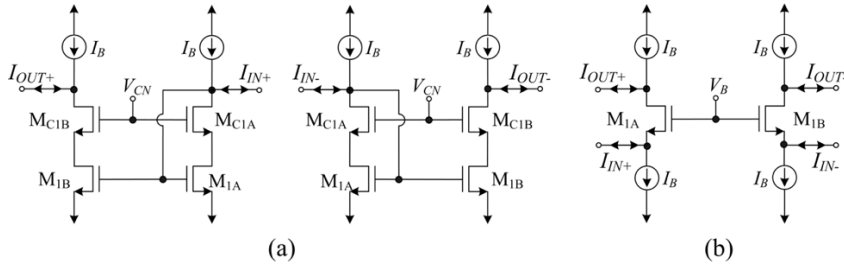 I_B I_B I_B I_B I_B I_B
I_OUT+ V_CN I_IN+ I_IN- V_CN I_OUT- I_OUT+ V_B I_OUT-
M_C1B M_C1A M_C1A M_C1B M_1A M_1B
I_IN+ I_IN-
M_1B M_1A M_1A M_1B I_B I_B
(a) (b)